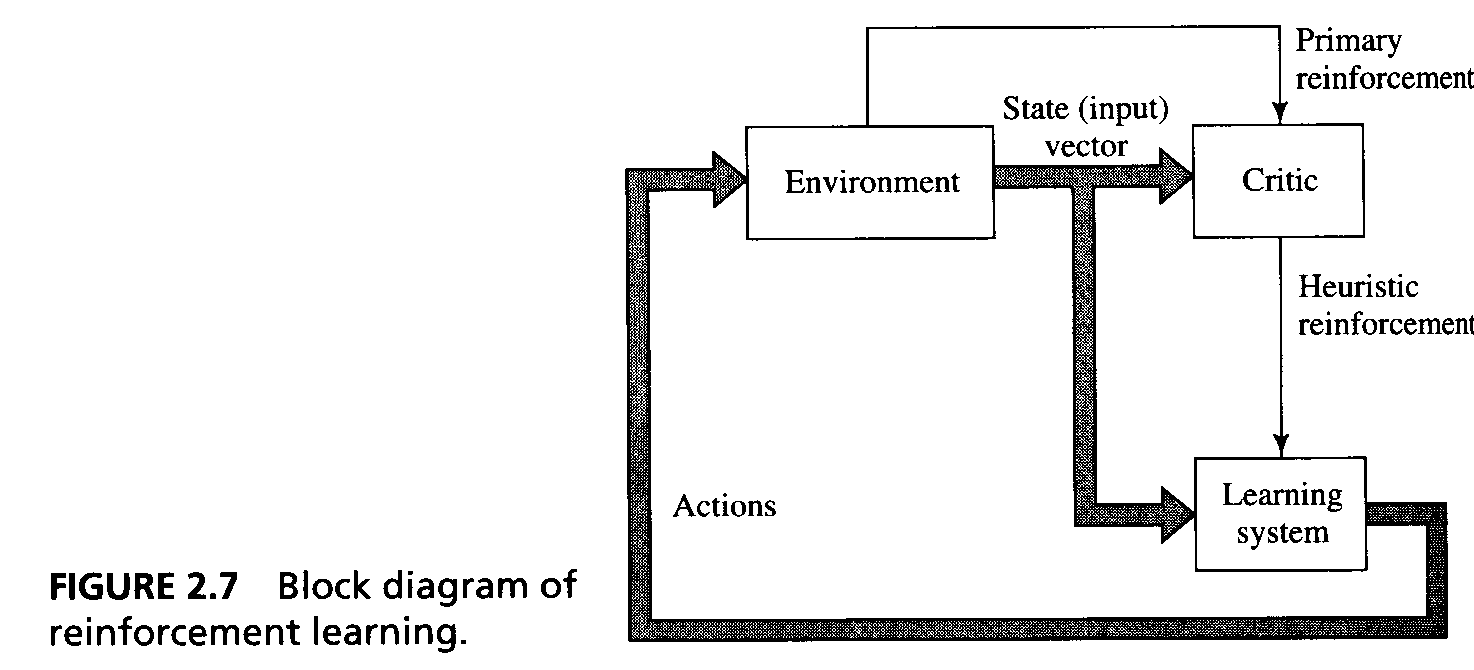 Primary
reinforcement
State (input)
vector
Environment
Critic
Heuristic
reinforcement
Learning
system
Actions
FIGURE 2.7 Block diagram of
reinforcement learning.